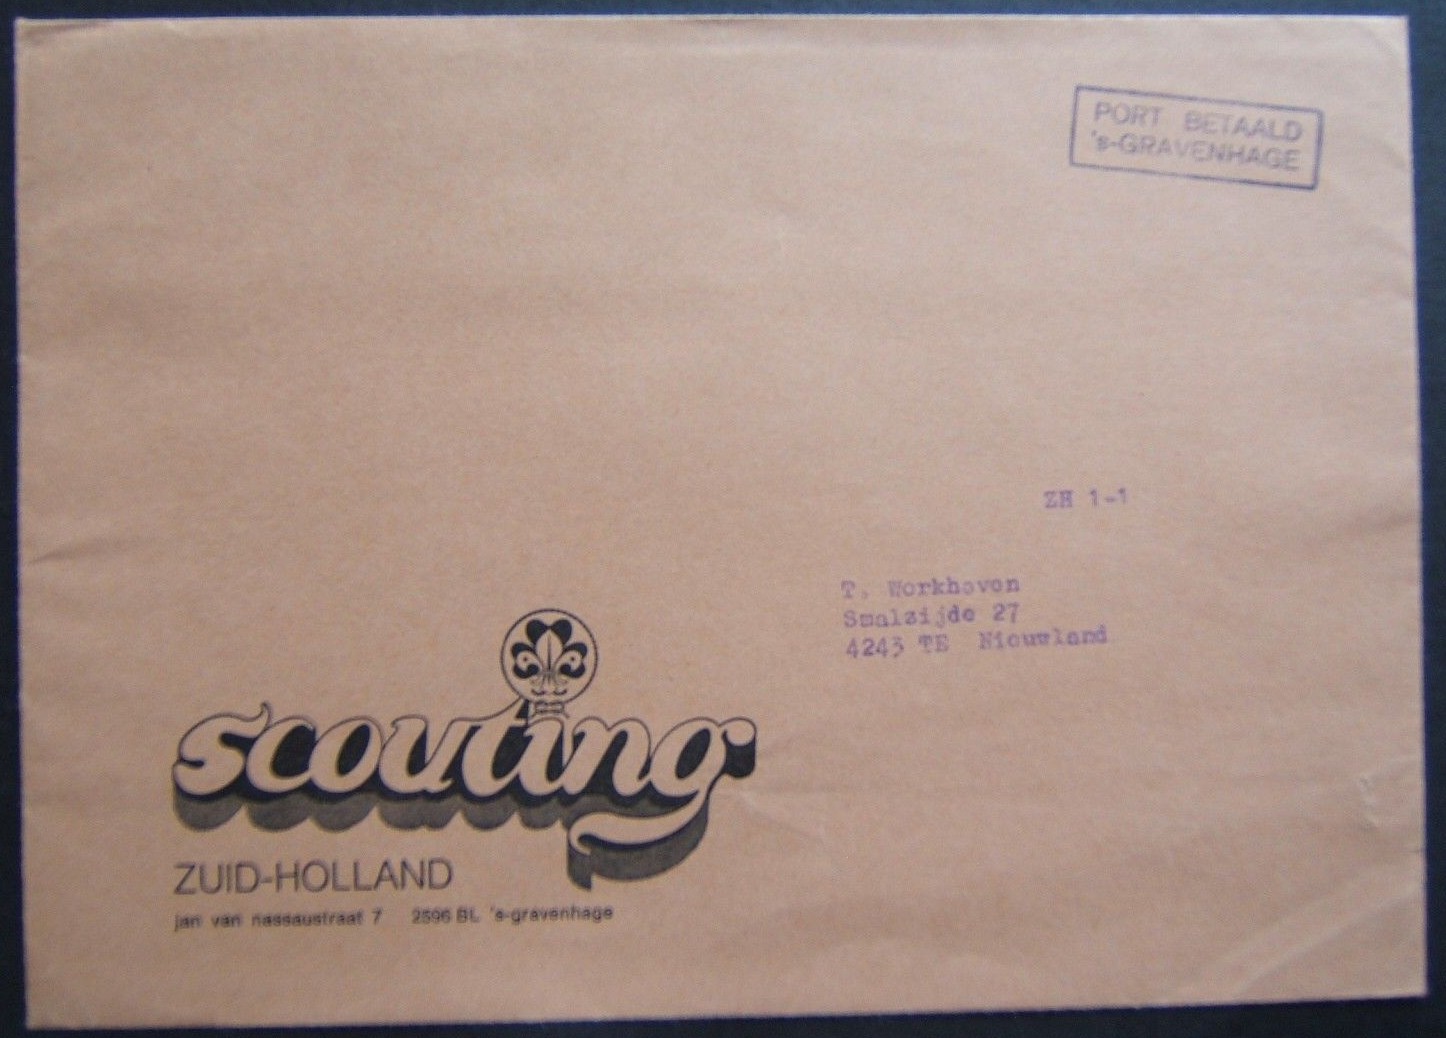 PORT BETAALD
's-GRAVENHAGE
ZH 1-1
T. Workhoven
Smalzijde 27
4243 TE Nieuwland
scouting
ZUID-HOLLAND
jan van nassaustraat 7 2596 BL 's-gravenhage